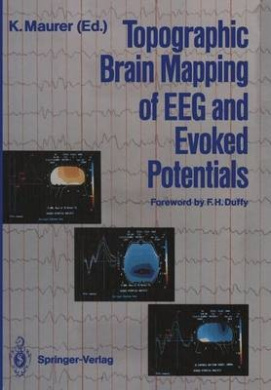 K. Maurer (Ed.)
Topographic
Brain Mapping
of EEG and
Evoked
Potentials
Foreword by F.H. Duffy
Springer-Verlag